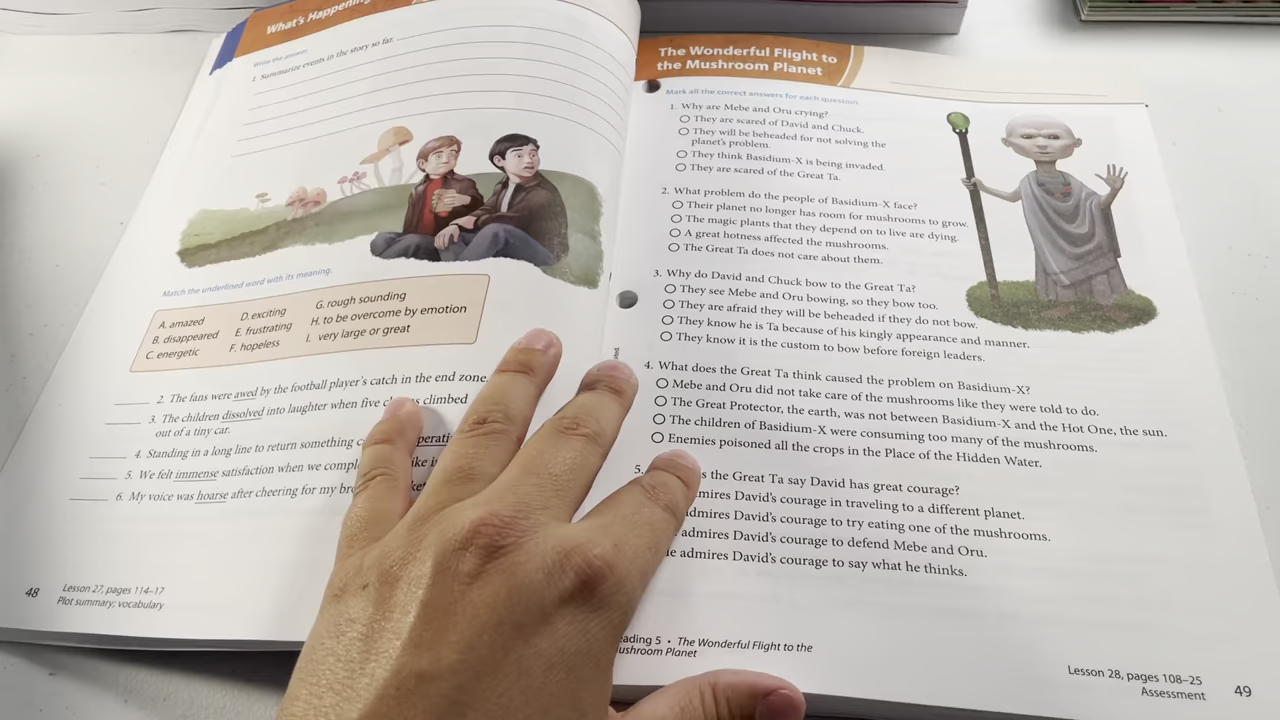 What's Happening
Write the answer.
1. Summarize events in the story so far.
Match the underlined word with its meaning.
A. amazed
B. disappeared
C. energetic
D. exciting
E. frustrating
F. hopeless
G. rough sounding
H. to be overcome by emotion
I. very large or great
2. The fans were awed by the football player's catch in the end zone.
3. The children dissolved into laughter when five climbed
out of a tiny car.
4. Standing in a long line to return something
5. We felt immense satisfaction when we
6. My voice was hoarse after cheering for my
48
Lesson 27, pages 114–17
Plot summary; vocabulary
The Wonderful Flight to
the Mushroom Planet
Mark all the correct answers for each question.
1. Why are Mebe and Oru crying?
They are scared of David and Chuck.
They will be beheaded for not solving the
planet's problem.
They think Basidium-X is being invaded.
They are scared of the Great Ta.
2. What problem do the people of Basidium-X face?
Their planet no longer has room for mushrooms to grow.
The magic plants that they depend on to live are dying.
A great hotness affected the mushrooms.
The Great Ta does not care about them.
3. Why do David and Chuck bow to the Great Ta?
They see Mebe and Oru bowing, so they bow too.
They are afraid they will be beheaded if they do not bow.
They know he is Ta because of his kingly appearance and manner.
They know it is the custom to bow before foreign leaders.
4. What does the Great Ta think caused the problem on Basidium-X?
Mebe and Oru did not take care of the mushrooms like they were told to do.
The Great Protector, the earth, was not between Basidium-X and the Hot One, the sun.
The children of Basidium-X were consuming too many of the mushrooms.
Enemies poisoned all the crops in the Place of the Hidden Water.
5. the Great Ta say David has great courage?
David's courage in traveling to a different planet.
admires David's courage to try eating one of the mushrooms.
admires David's courage to defend Mebe and Oru.
admires David's courage to say what he thinks.
5 • The Wonderful Flight to the
Planet
Lesson 28, pages 108–25
Assessment
49